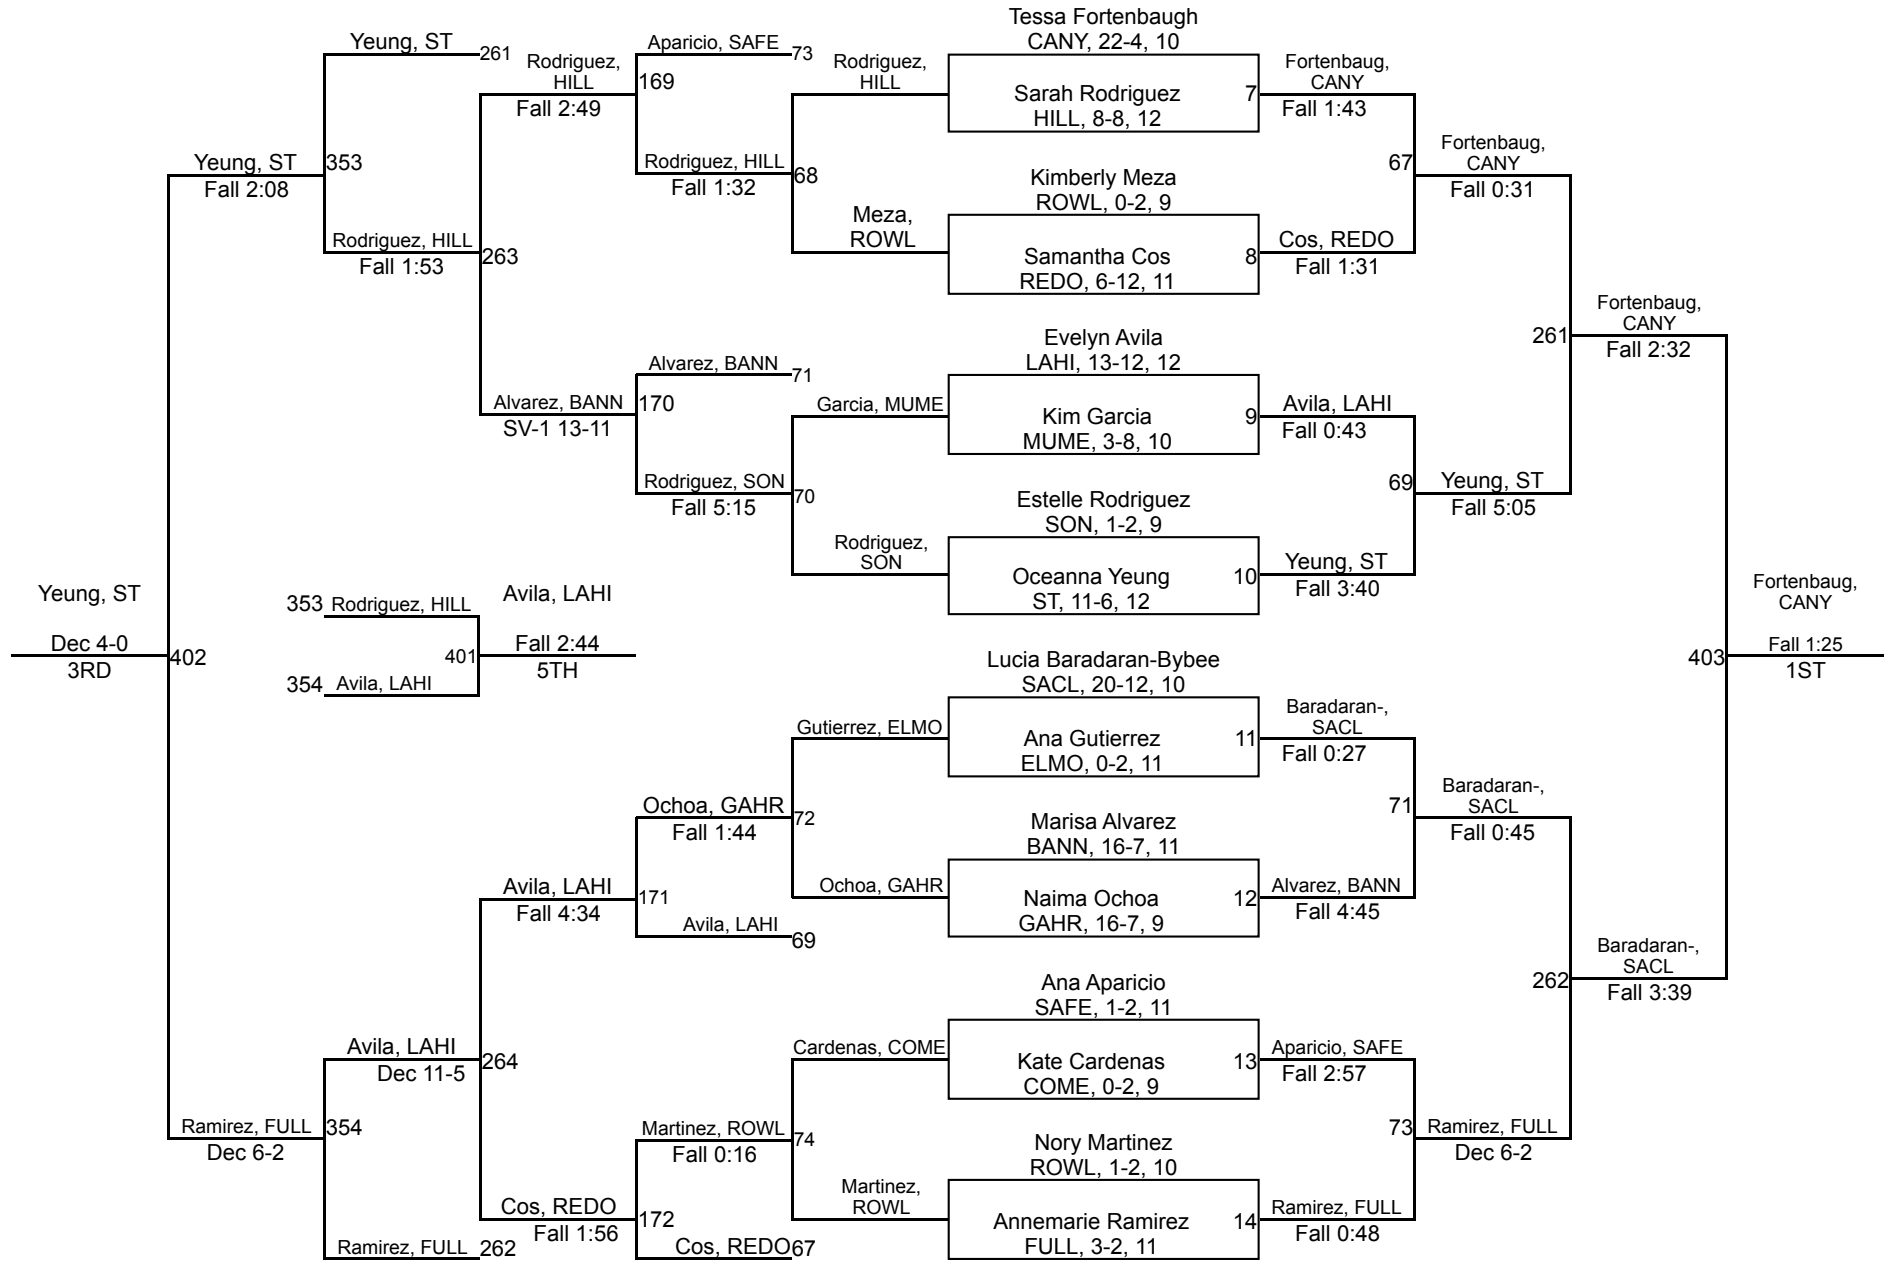 Tessa Fortenbaugh
CANY, 22-4, 10
Yeung, ST
261
Aparicio, SAFE
73
Rodriguez,
HILL
Fall 2:49
169
Rodriguez,
HILL
Sarah Rodriguez
HILL, 8-8, 12
7
Fortenbaug,
CANY
Fall 1:43
Yeung, ST
Fall 2:08
353
Rodriguez, HILL
Fall 1:32
68
Kimberly Meza
ROWL, 0-2, 9
67
Fortenbaug,
CANY
Fall 0:31
Rodriguez, HILL
Fall 1:53
263
Meza,
ROWL
Samantha Cos
REDO, 6-12, 11
8
Cos, REDO
Fall 1:31
Evelyn Avila
LAHI, 13-12, 12
261
Fortenbaug,
CANY
Fall 2:32
Alvarez, BANN
71
Alvarez, BANN
SV-1 13-11
170
Garcia, MUME
Kim Garcia
MUME, 3-8, 10
9
Avila, LAHI
Fall 0:43
Rodriguez, SON
Fall 5:15
70
Estelle Rodriguez
SON, 1-2, 9
69
Yeung, ST
Fall 5:05
Rodriguez,
SON
Oceanna Yeung
ST, 11-6, 12
10
Yeung, ST
Fall 3:40
Yeung, ST
Dec 4-0
3RD
402
353
Rodriguez, HILL
354
Avila, LAHI
401
Avila, LAHI
Fall 2:44
5TH
403
Fortenbaug,
CANY
Fall 1:25
1ST
Lucia Baradaran-Bybee
SACL, 20-12, 10
Gutierrez, ELMO
Ana Gutierrez
ELMO, 0-2, 11
11
Baradaran-,
SACL
Fall 0:27
Ochoa, GAHR
Fall 1:44
72
Marisa Alvarez
BANN, 16-7, 11
71
Baradaran-,
SACL
Fall 0:45
Avila, LAHI
Fall 4:34
171
Ochoa, GAHR
Naima Ochoa
GAHR, 16-7, 9
12
Alvarez, BANN
Fall 4:45
Avila, LAHI
69
Ana Aparicio
SAFE, 1-2, 11
262
Baradaran-,
SACL
Fall 3:39
Avila, LAHI
Dec 11-5
264
Cardenas, COME
Kate Cardenas
COME, 0-2, 9
13
Aparicio, SAFE
Fall 2:57
Ramirez, FULL
Dec 6-2
354
Martinez, ROWL
Fall 0:16
74
Nory Martinez
ROWL, 1-2, 10
73
Ramirez, FULL
Dec 6-2
Cos, REDO
Fall 1:56
172
Martinez,
ROWL
Annemarie Ramirez
FULL, 3-2, 11
14
Ramirez, FULL
Fall 0:48
Ramirez, FULL
262
Cos, REDO
67